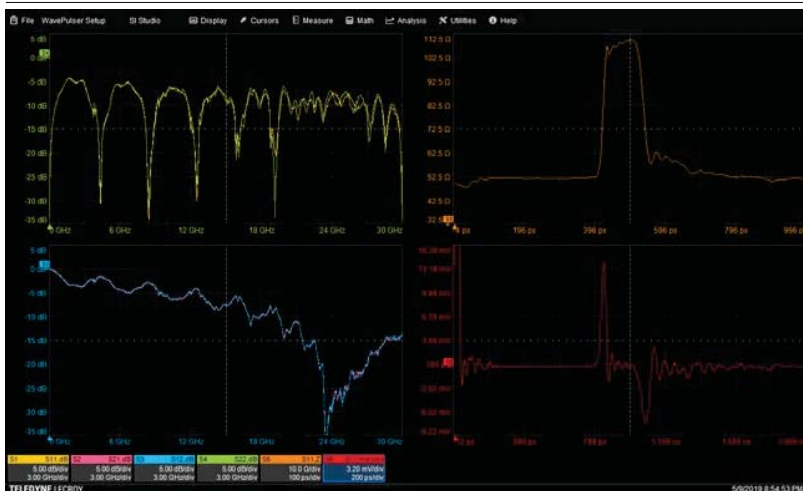 File WavePulser Setup SI Studio Display Cursors Measure Math Analysis Utilities Help
5 dB
0 dB
-5 dB
-10 dB
-15 dB
-20 dB
-25 dB
-30 dB
-35 dB
6 GHz 12 GHz 18 GHz 24 GHz 30 GHz
112.5 Ω
102.5 Ω
92.5 Ω
82.5 Ω
72.5 Ω
62.5 Ω
52.5 Ω
42.5 Ω
32.5
196 ps 396 ps 596 ps 796 ps 996 p
5 dB
-5 dB
-10 dB
-15 dB
-20 dB
-25 dB
-30 dB
-35 dB
0 GHz 6 GHz 12 GHz 18 GHz 24 GHz 30 GHz
S1 S11.dB S2 S21.dB S3 S12.dB S4 S22.dB S11.Z
5.00 dB/div 5.00 dB/div 5.00 dB/div 5.00 dB/div 10.0 Ω/div 3.20 mV/div
3.00 GHz/div 3.00 GHz/div 3.00 GHz/div 3.00 GHz/div 100 ps/div 200 ps/div
TELEDYNE LECROY 5/9/2019 8:54:53 PM